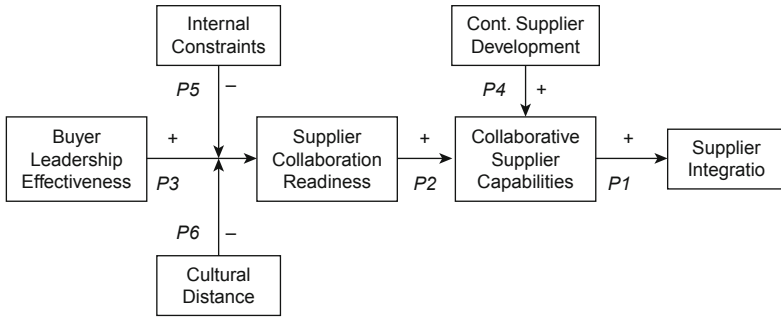 Internal
Constraints
Cont. Supplier
Development
P5
–
P4
+
Buyer
Leadership
Effectiveness
+
P3
Supplier
Collaboration
Readiness
+
P2
Collaborative
Supplier
Capabilities
+
P1
Supplier
Integratio
P6
–
Cultural
Distance